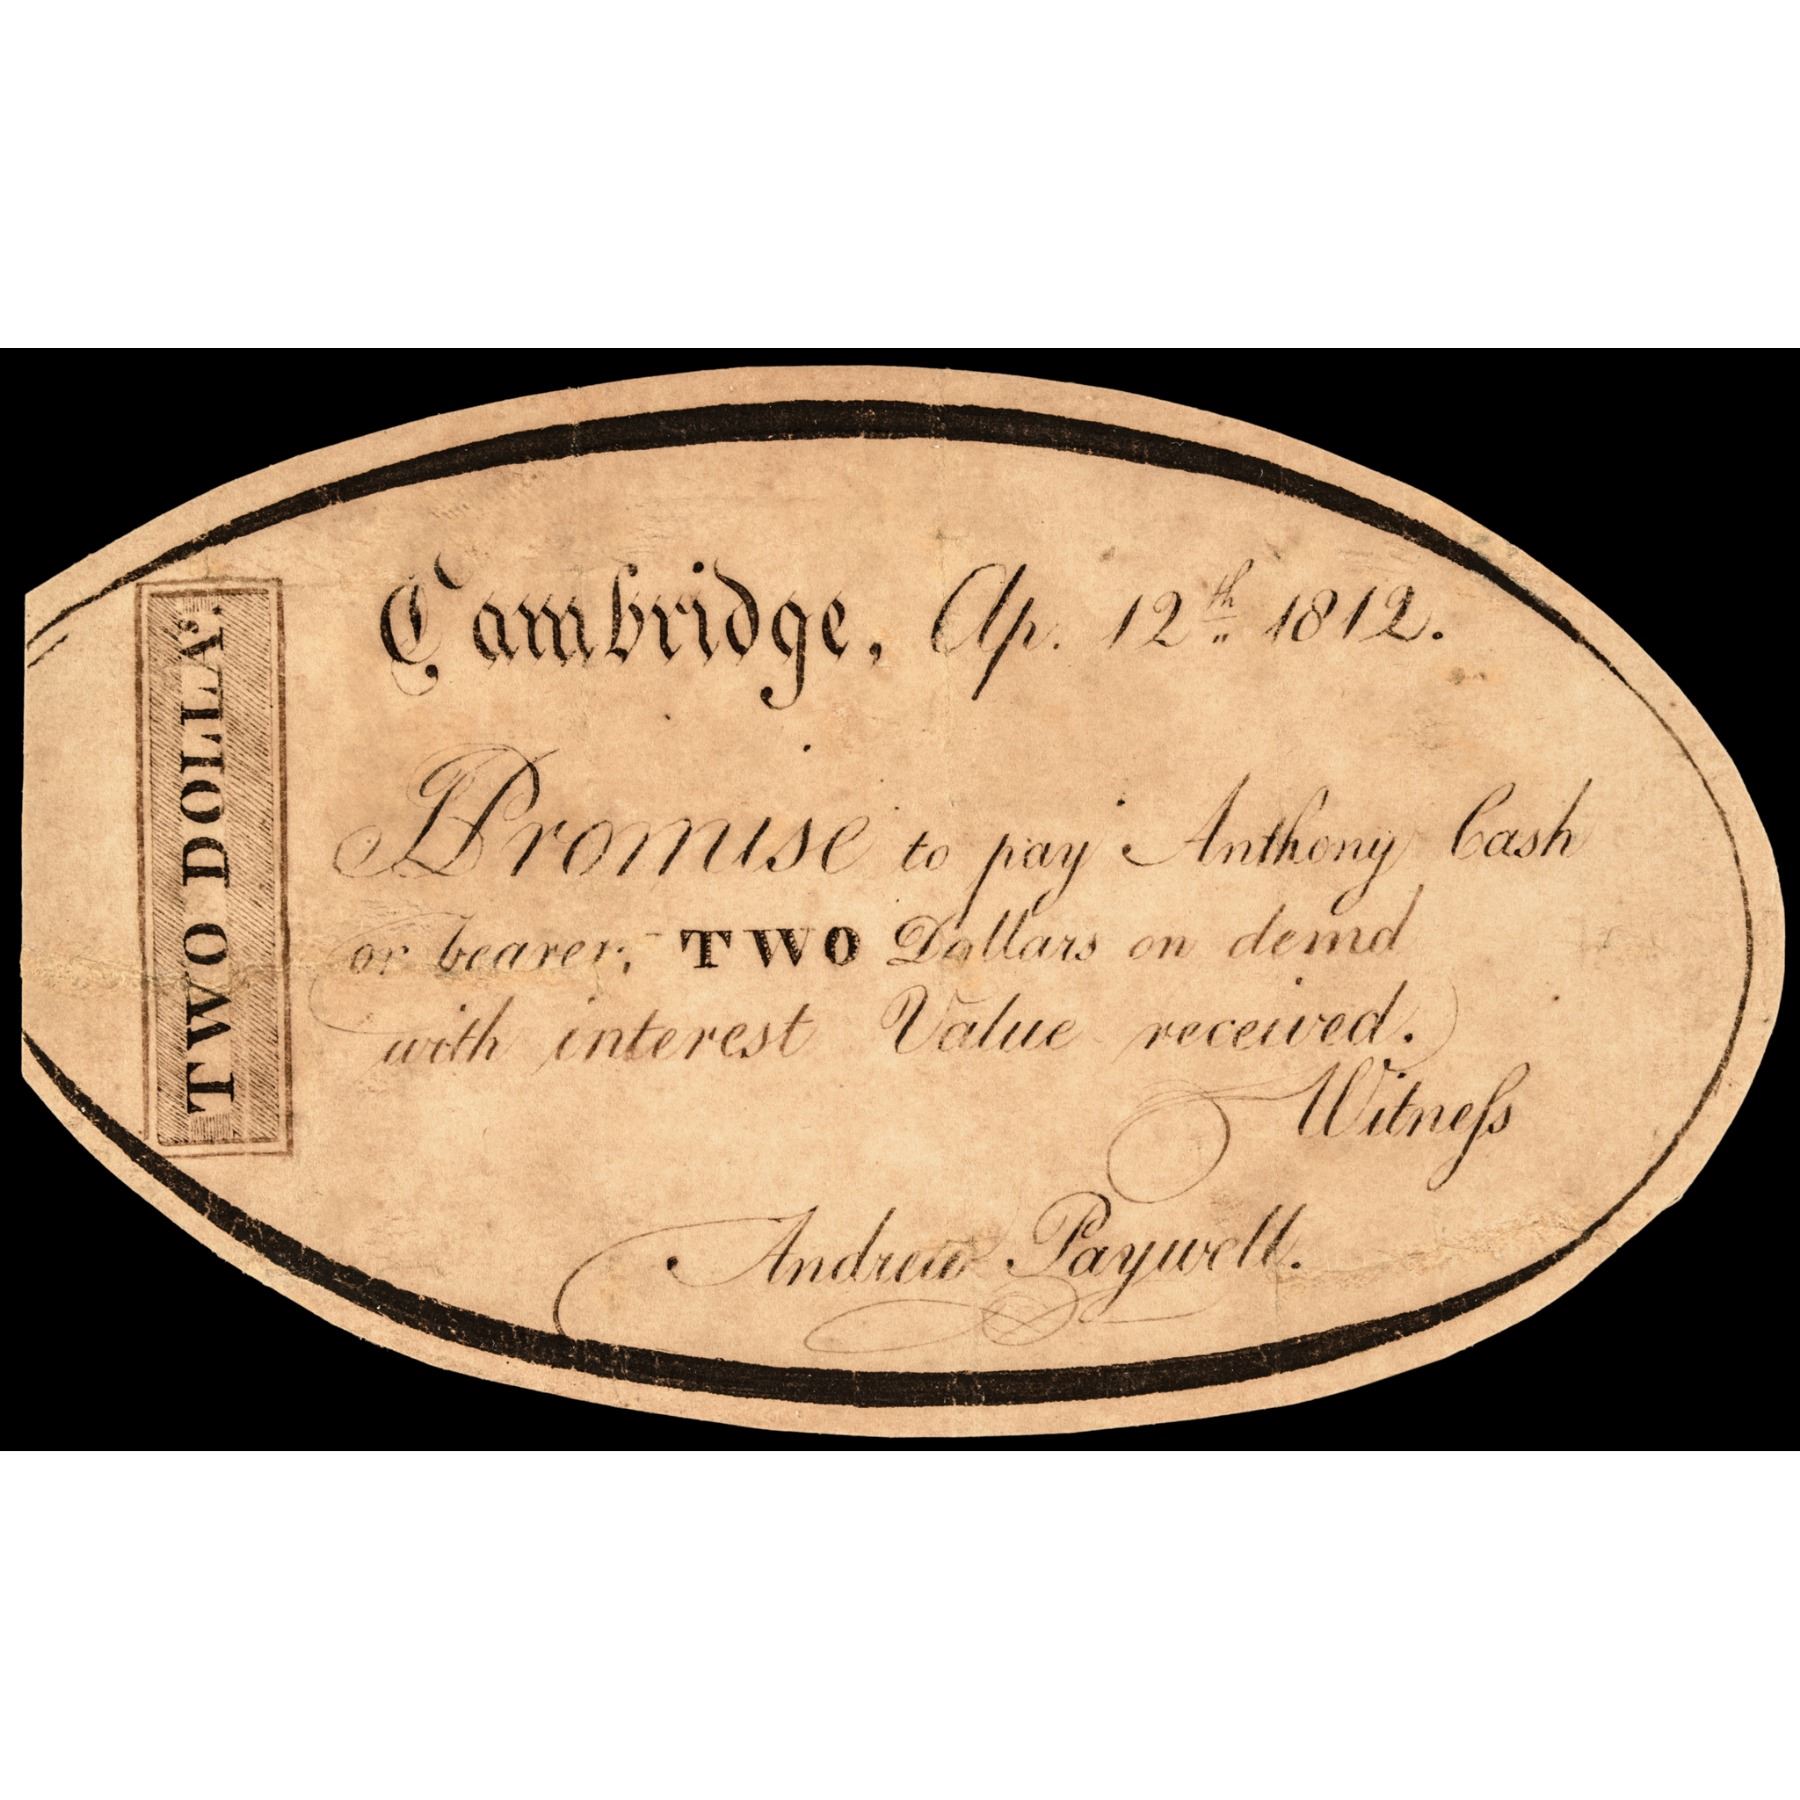 TWO DOLLA'S.
Cambridge, Ap. 12th 1812.
I Promise to pay Anthony Cash
or bearer, TWO Dollars on demd
with interest Value received.
Witneſs
Andrew Paywell.